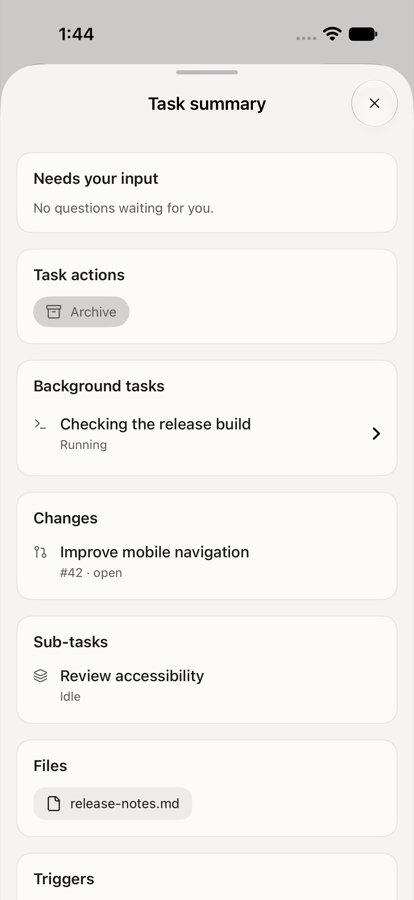 1:44
Task summary
Needs your input
No questions waiting for you.
Task actions
Archive
Background tasks
Checking the release build
Running
Changes
Improve mobile navigation
#42 · open
Sub-tasks
Review accessibility
Idle
Files
release-notes.md
Triggers